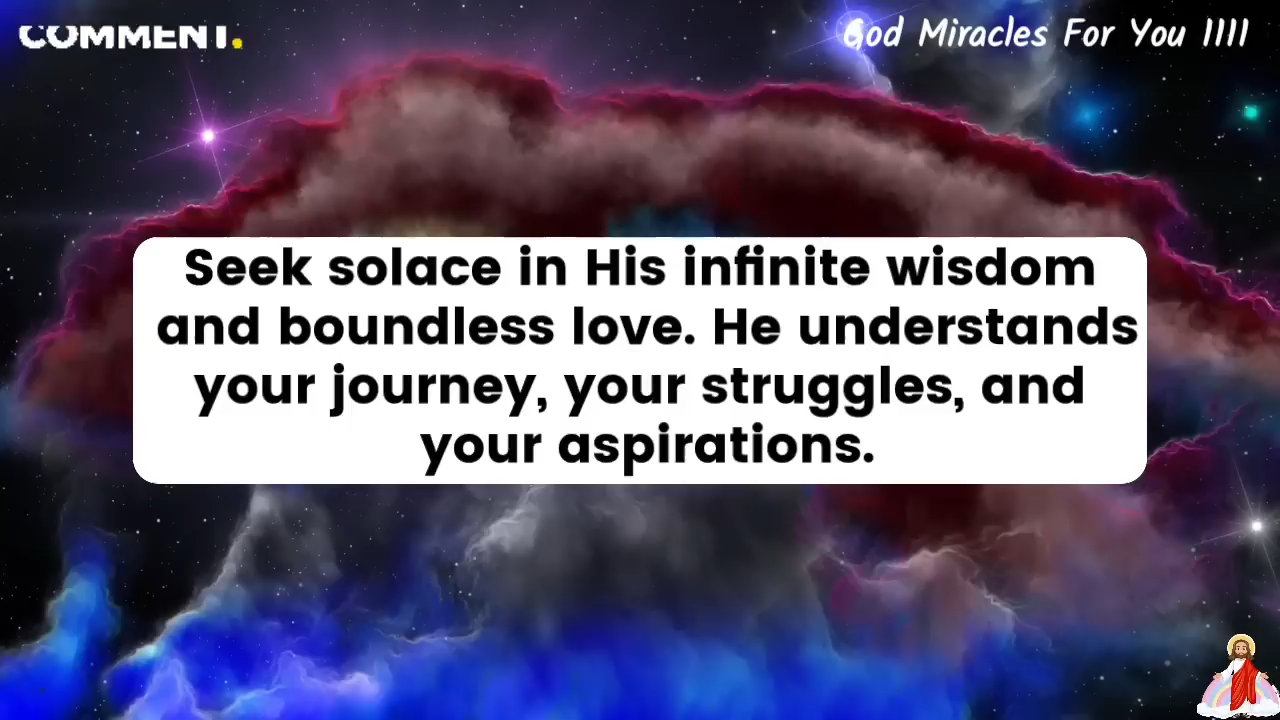 COMMENT.
God Miracles For You 1111
Seek solace in His infinite wisdom
and boundless love. He understands
your journey, your struggles, and
your aspirations.